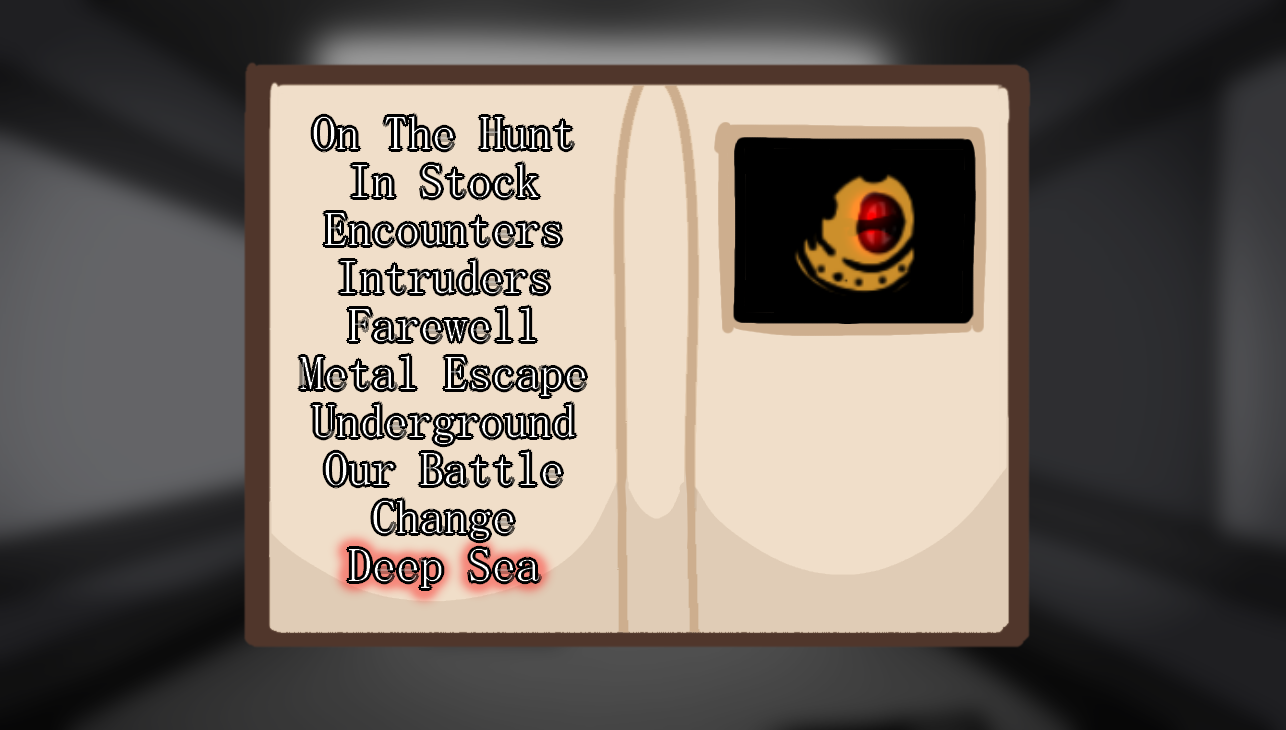 On The Hunt
In Stock
Encounters
Intruders
Farewell
Metal Escape
Underground
Our Battle
Change
Deep Sea